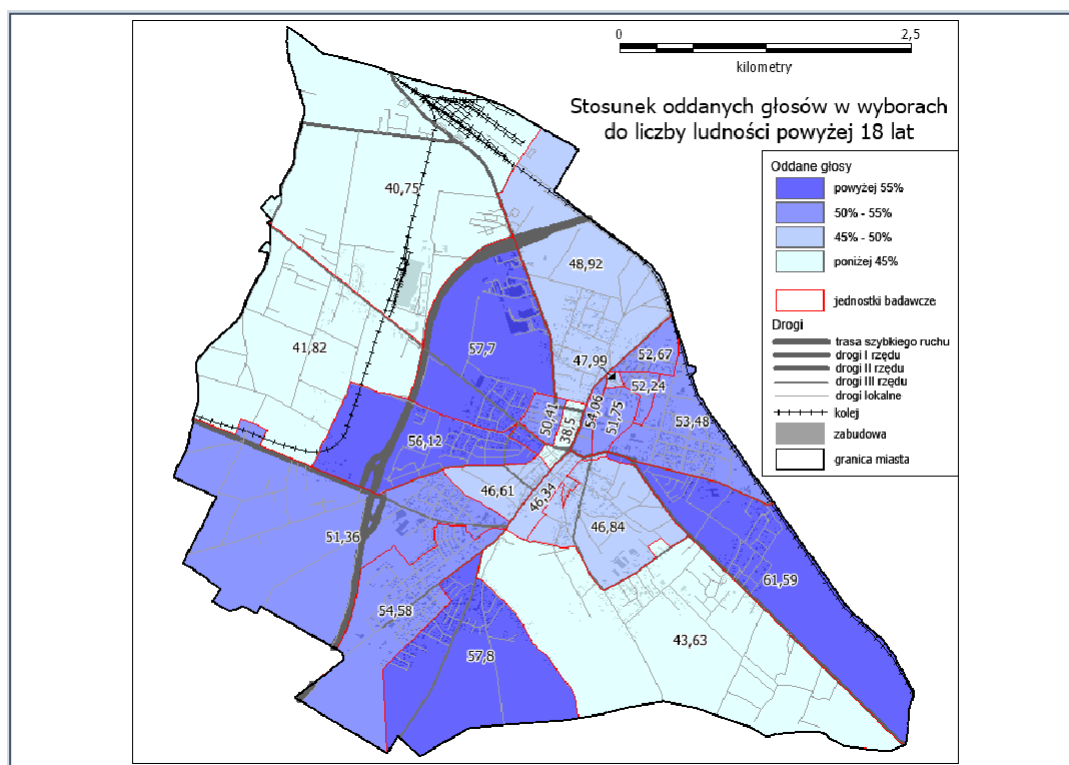 0 2,5
kilometry
Stosunek oddanych głosów w wyborach
do liczby ludności powyżej 18 lat
Oddane głosy
powyżej 55%
50% - 55%
45% - 50%
poniżej 45%
jednostki badawcze
Drogi
trasa szybkiego ruchu
drogi I rzędu
drogi II rzędu
drogi III rzędu
drogi lokalne
kolej
zabudowa
granica miasta
40,75
48,92
41,82
57,7
47,99
52,67
52,24
50,41
38,5
54,06
51,75
53,48
56,12
46,61
46,34
46,84
51,36
61,59
54,58
57,8
43,63